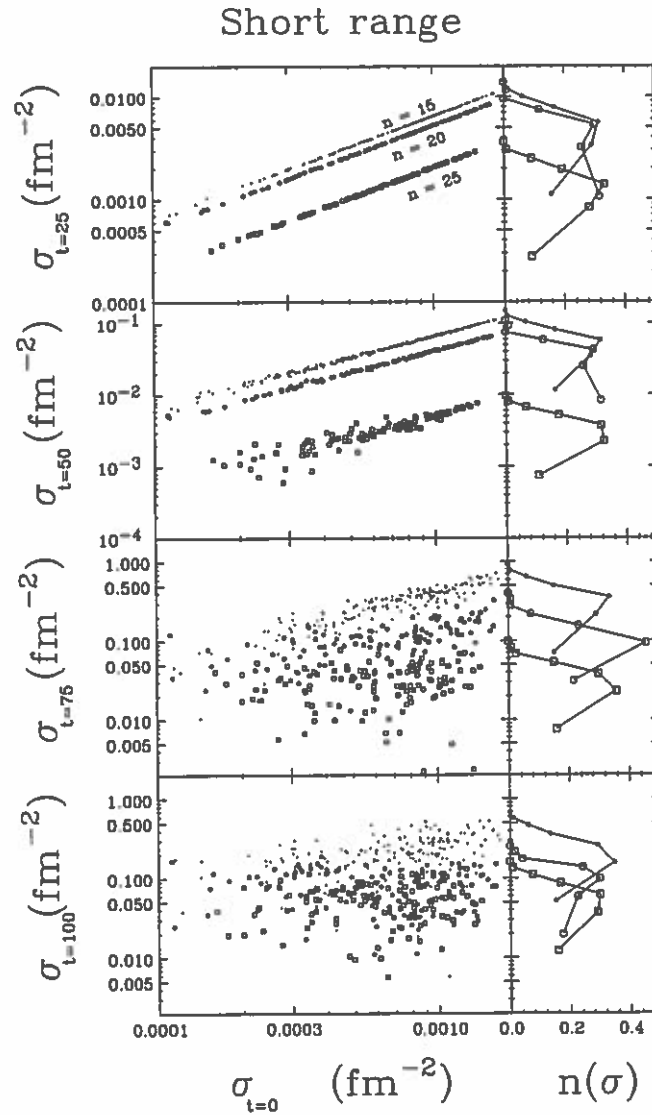 Short range
σt=25 (fm−2)
0.0100
0.0050
0.0010
0.0005
0.0001
n = 15
n = 20
n = 25
σt=50 (fm−2)
10−1
10−2
10−3
10−4
σt=75 (fm−2)
1.000
0.500
0.100
0.050
0.010
0.005
σt=100 (fm−2)
1.000
0.500
0.100
0.050
0.010
0.005
0.0001 0.0003 0.0010 0.0 0.2 0.4
σt=0 (fm−2) n(σ)